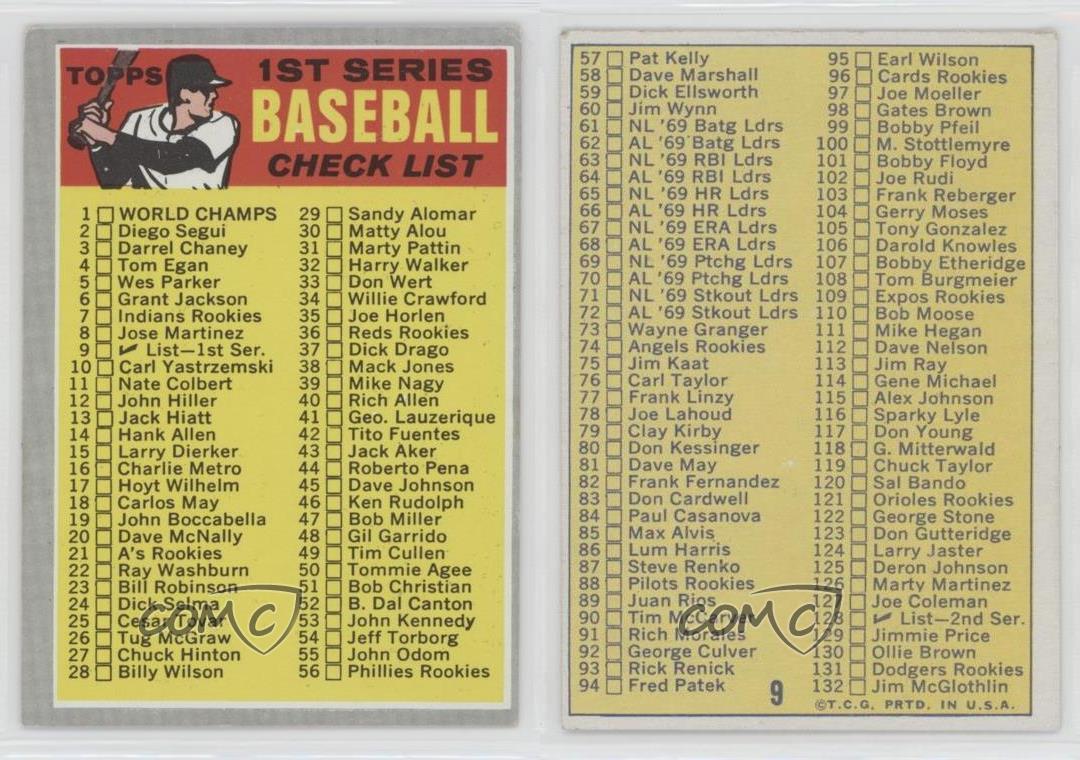 TOPPS
1ST SERIES
BASEBALL
CHECK LIST
1 WORLD CHAMPS
2 Diego Segui
3 Darrel Chaney
4 Tom Egan
5 Wes Parker
6 Grant Jackson
7 Indians Rookies
8 Jose Martinez
9 ✔ List—1st Ser.
10 Carl Yastrzemski
11 Nate Colbert
12 John Hiller
13 Jack Hiatt
14 Hank Allen
15 Larry Dierker
16 Charlie Metro
17 Hoyt Wilhelm
18 Carlos May
19 John Boccabella
20 Dave McNally
21 A's Rookies
22 Ray Washburn
23 Bill Robinson
24 Dick Selma
25 Cesar Tovar
26 Tug McGraw
27 Chuck Hinton
28 Billy Wilson
29 Sandy Alomar
30 Matty Alou
31 Marty Pattin
32 Harry Walker
33 Don Wert
34 Willie Crawford
35 Joe Horlen
36 Reds Rookies
37 Dick Drago
38 Mack Jones
39 Mike Nagy
40 Rich Allen
41 Geo. Lauzerique
42 Tito Fuentes
43 Jack Aker
44 Roberto Pena
45 Dave Johnson
46 Ken Rudolph
47 Bob Miller
48 Gil Garrido
49 Tim Cullen
50 Tommie Agee
51 Bob Christian
52 B. Dal Canton
53 John Kennedy
54 Jeff Torborg
55 John Odom
56 Phillies Rookies
COMC
57 Pat Kelly
58 Dave Marshall
59 Dick Ellsworth
60 Jim Wynn
61 NL '69 Batg Ldrs
62 AL '69 Batg Ldrs
63 NL '69 RBI Ldrs
64 AL '69 RBI Ldrs
65 NL '69 HR Ldrs
66 AL '69 HR Ldrs
67 NL '69 ERA Ldrs
68 AL '69 ERA Ldrs
69 NL '69 Ptchg Ldrs
70 AL '69 Ptchg Ldrs
71 NL '69 Stkout Ldrs
72 AL '69 Stkout Ldrs
73 Wayne Granger
74 Angels Rookies
75 Jim Kaat
76 Carl Taylor
77 Frank Linzy
78 Joe Lahoud
79 Clay Kirby
80 Don Kessinger
81 Dave May
82 Frank Fernandez
83 Don Cardwell
84 Paul Casanova
85 Max Alvis
86 Lum Harris
87 Steve Renko
88 Pilots Rookies
89 Juan Rios
90 Tim McCarver
91 Rich Morales
92 George Culver
93 Rick Renick
94 Fred Patek
95 Earl Wilson
96 Cards Rookies
97 Joe Moeller
98 Gates Brown
99 Bobby Pfeil
100 M. Stottlemyre
101 Bobby Floyd
102 Joe Rudi
103 Frank Reberger
104 Gerry Moses
105 Tony Gonzalez
106 Darold Knowles
107 Bobby Etheridge
108 Tom Burgmeier
109 Expos Rookies
110 Bob Moose
111 Mike Hegan
112 Dave Nelson
113 Jim Ray
114 Gene Michael
115 Alex Johnson
116 Sparky Lyle
117 Don Young
118 G. Mitterwald
119 Chuck Taylor
120 Sal Bando
121 Orioles Rookies
122 George Stone
123 Don Gutteridge
124 Larry Jaster
125 Deron Johnson
126 Marty Martinez
127 Joe Coleman
128 ✔ List—2nd Ser.
129 Jimmie Price
130 Ollie Brown
131 Dodgers Rookies
132 Jim McGlothlin
9
©T.C.G. PRTD. IN U.S.A.
COMC